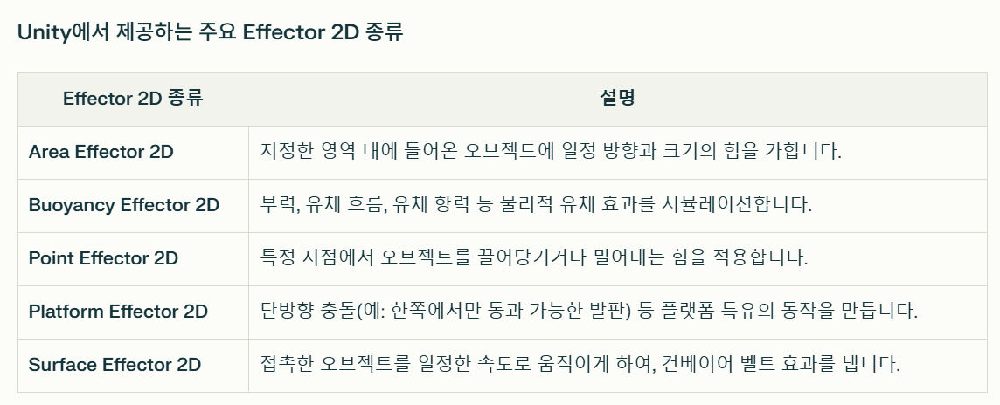 Unity에서 제공하는 주요 Effector 2D 종류
Effector 2D 종류 설명
Area Effector 2D 지정한 영역 내에 들어온 오브젝트에 일정 방향과 크기의 힘을 가합니다.
Buoyancy Effector 2D 부력, 유체 흐름, 유체 항력 등 물리적 유체 효과를 시뮬레이션합니다.
Point Effector 2D 특정 지점에서 오브젝트를 끌어당기거나 밀어내는 힘을 적용합니다.
Platform Effector 2D 단방향 충돌(예: 한쪽에서만 통과 가능한 발판) 등 플랫폼 특유의 동작을 만듭니다.
Surface Effector 2D 접촉한 오브젝트를 일정한 속도로 움직이게 하여, 컨베이어 벨트 효과를 냅니다.